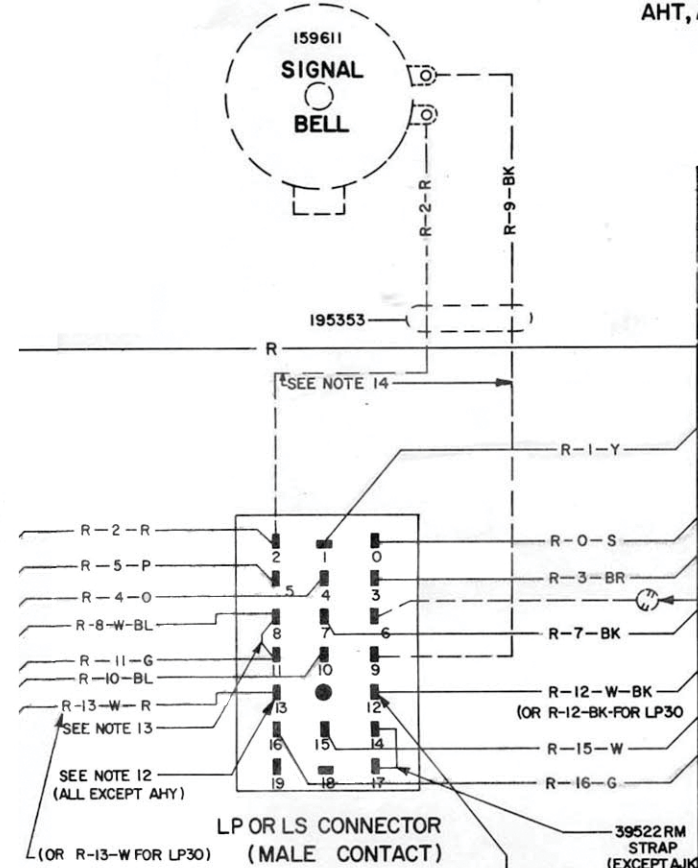 AHT,
159611
SIGNAL
BELL
R-2-R
R-9-BK
195353
R
SEE NOTE 14
R-1-Y
R-2-R
R-0-S
R-5-P
R-3-BR
R-4-O
R-8-W-BL
R-7-BK
R-11-G
R-10-BL
R-13-W-R
R-12-W-BK
(OR R-12-BK-FOR LP30
SEE NOTE 13
R-15-W
SEE NOTE 12
(ALL EXCEPT AHY)
R-16-G
2 1 0
5 4 3
8 7 6
11 10 9
13 12
16 15 14
19 18 17
LP OR LS CONNECTOR
(MALE CONTACT)
(OR R-13-W FOR LP30)
39522RM
STRAP
(EXCEPT AJK